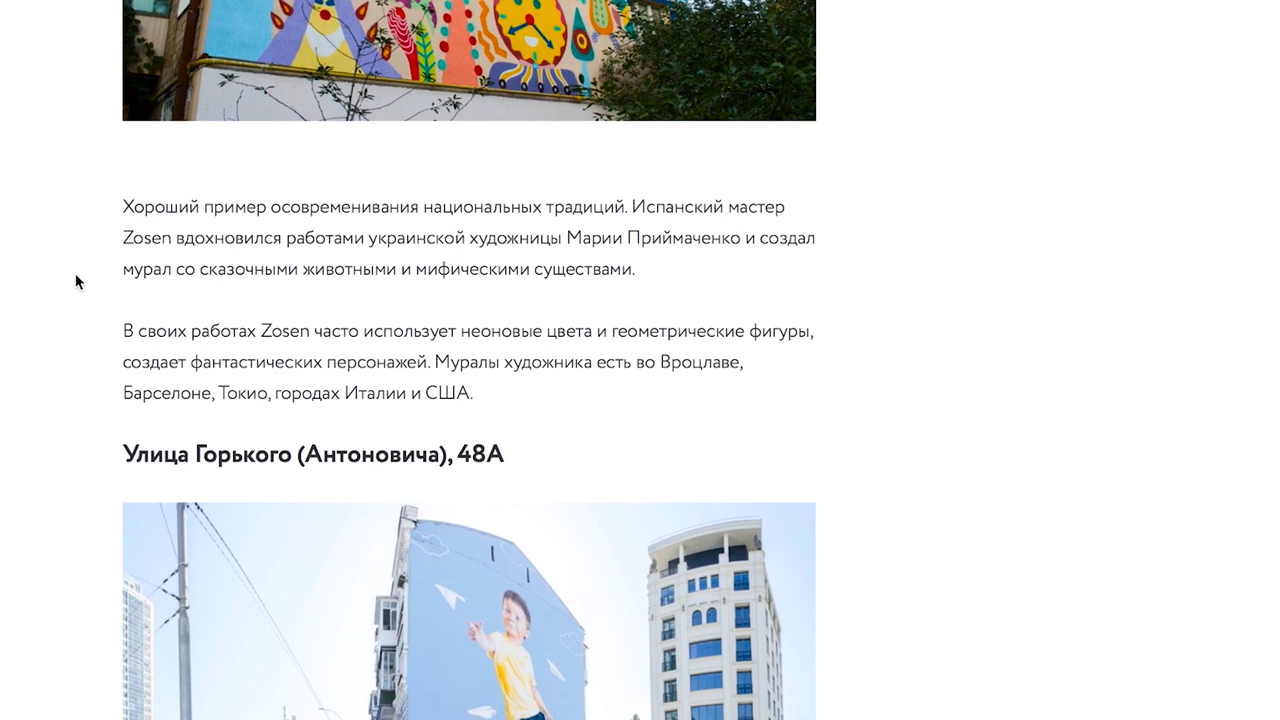 Хороший пример осовременивания национальных традиций. Испанский мастер
Zosen вдохновился работами украинской художницы Марии Приймаченко и создал
мурал со сказочными животными и мифическими существами.
В своих работах Zosen часто использует неоновые цвета и геометрические фигуры,
создает фантастических персонажей. Муралы художника есть во Вроцлаве,
Барселоне, Токио, городах Италии и США.
Улица Горького (Антоновича), 48А